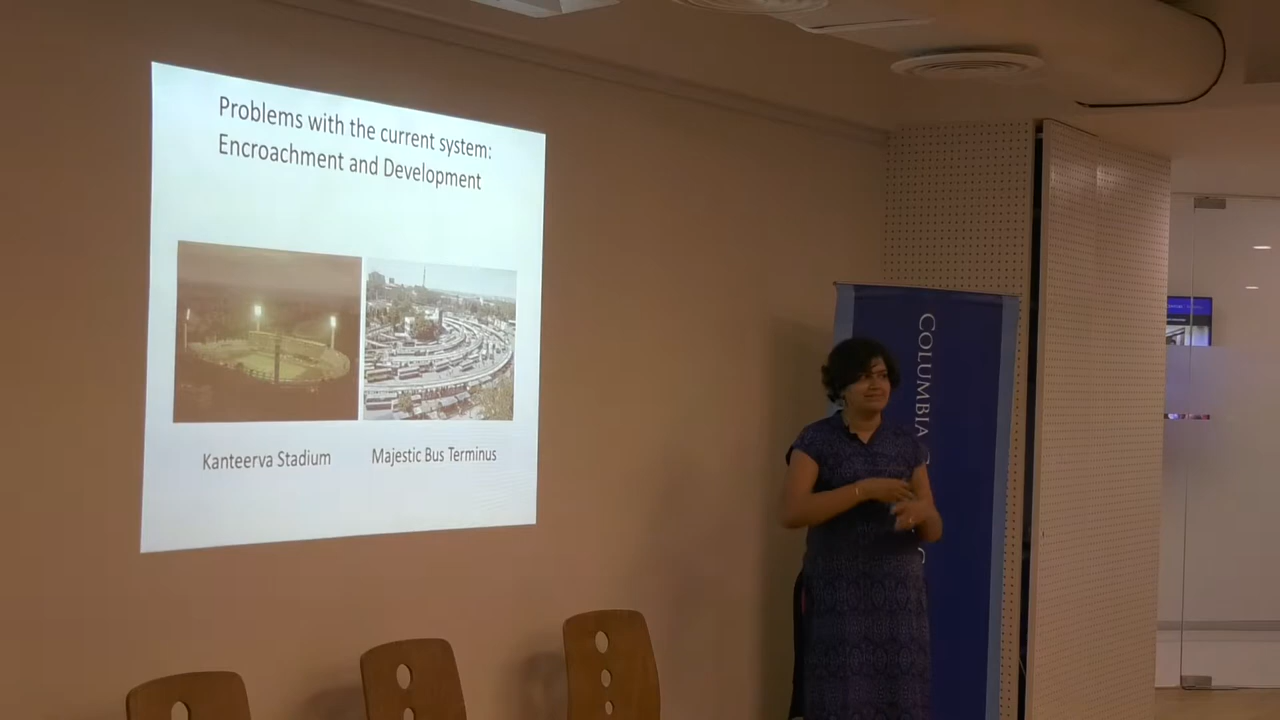 Problems with the current system:
Encroachment and Development
Kanteerva Stadium
Majestic Bus Terminus
COLUMBIA